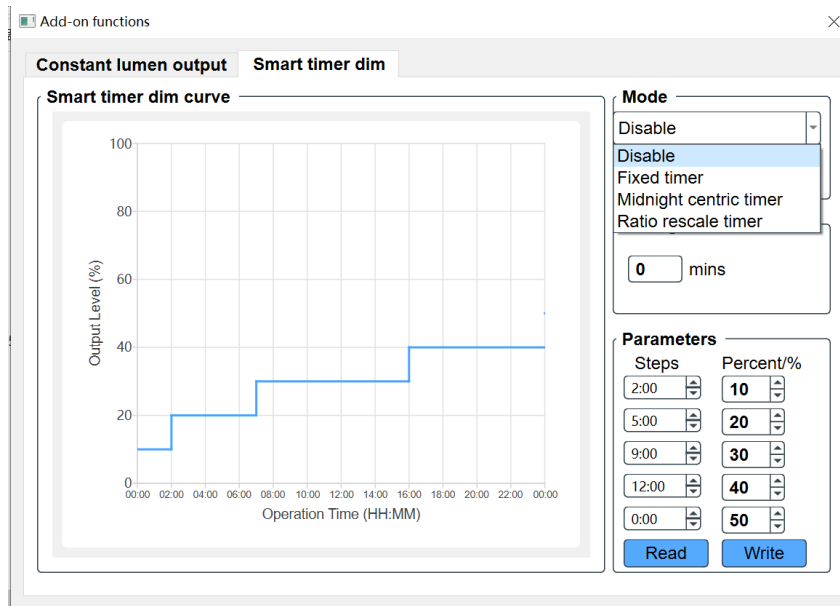 Add-on functions
Constant lumen output
Smart timer dim
Smart timer dim curve
100
80
60
40
20
0
Output Level (%)
00:00 02:00 04:00 06:00 08:00 10:00 12:00 14:00 16:00 18:00 20:00 22:00 00:00
Operation Time (HH:MM)
Mode
Disable
Disable
Fixed timer
Midnight centric timer
Ratio rescale timer
0 mins
Parameters
Steps Percent/%
2:00 10
5:00 20
9:00 30
12:00 40
0:00 50
Read Write